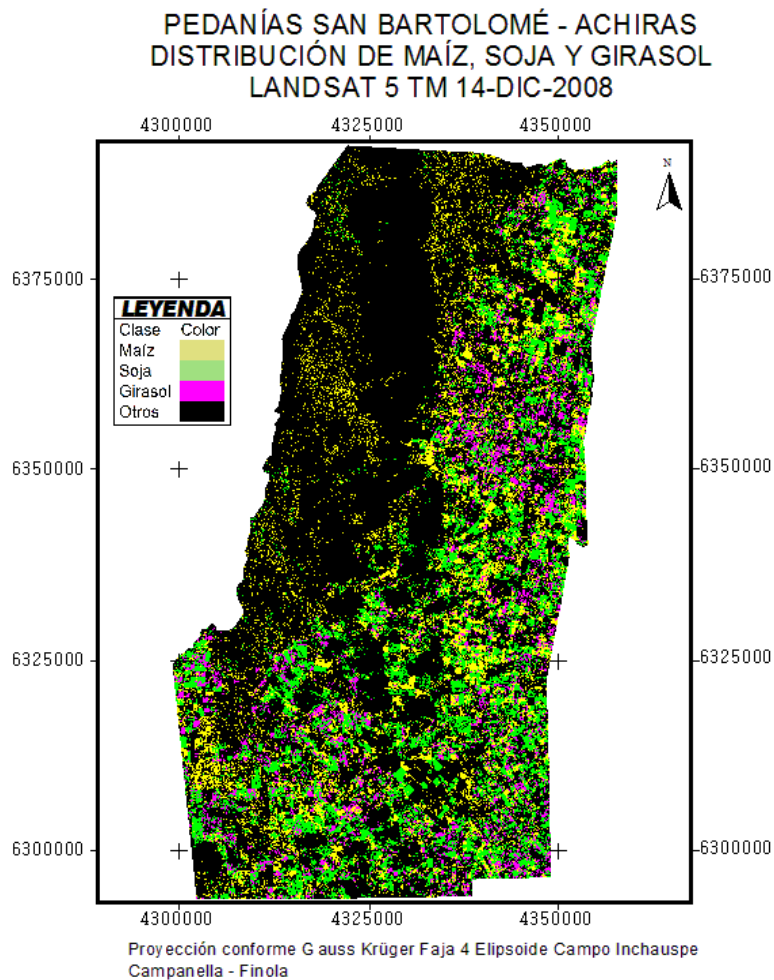 PEDANÍAS SAN BARTOLOMÉ - ACHIRAS
DISTRIBUCIÓN DE MAÍZ, SOJA Y GIRASOL
LANDSAT 5 TM 14-DIC-2008
4300000 4325000 4350000
N
6375000 6375000
LEYENDA
Clase Color
Maíz
Soja
Girasol
Otros
6350000 6350000
6325000 6325000
6300000 6300000
4300000 4325000 4350000
Proyección conforme Gauss Krüger Faja 4 Elipsoide Campo Inchauspe
Campanella - Finola